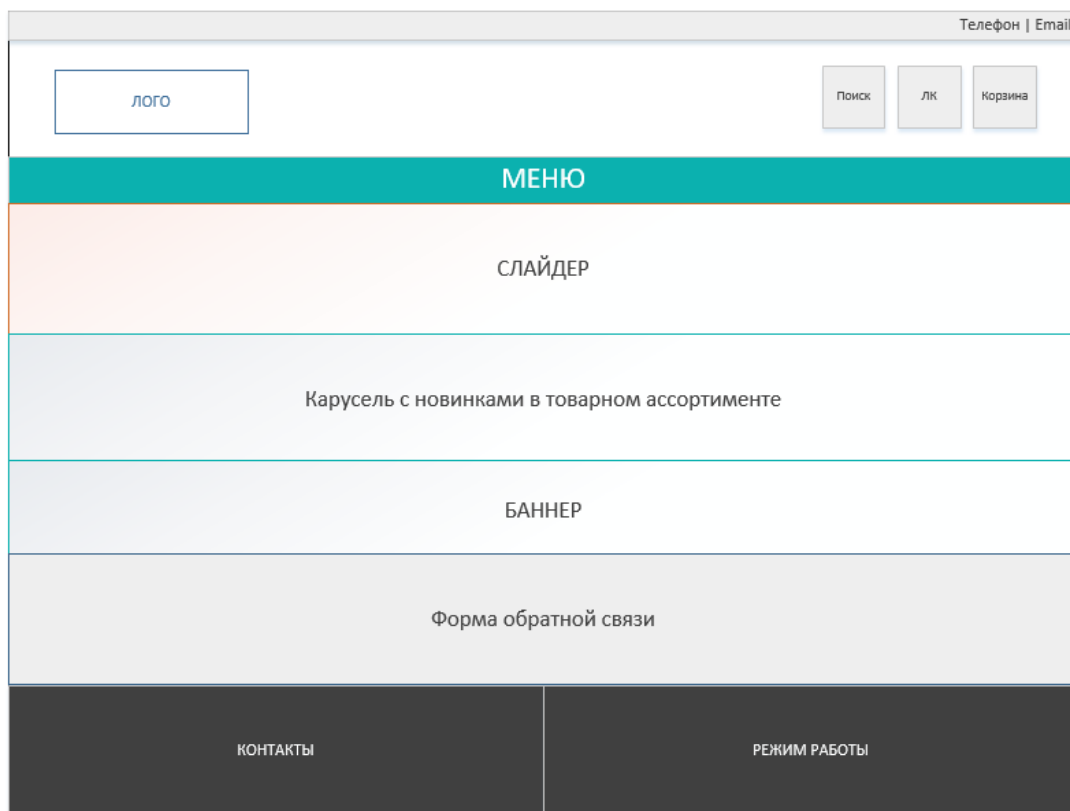 Телефон | Email
ЛОГО
Поиск
ЛК
Корзина
МЕНЮ
СЛАЙДЕР
Карусель с новинками в товарном ассортименте
БАННЕР
Форма обратной связи
КОНТАКТЫ
РЕЖИМ РАБОТЫ